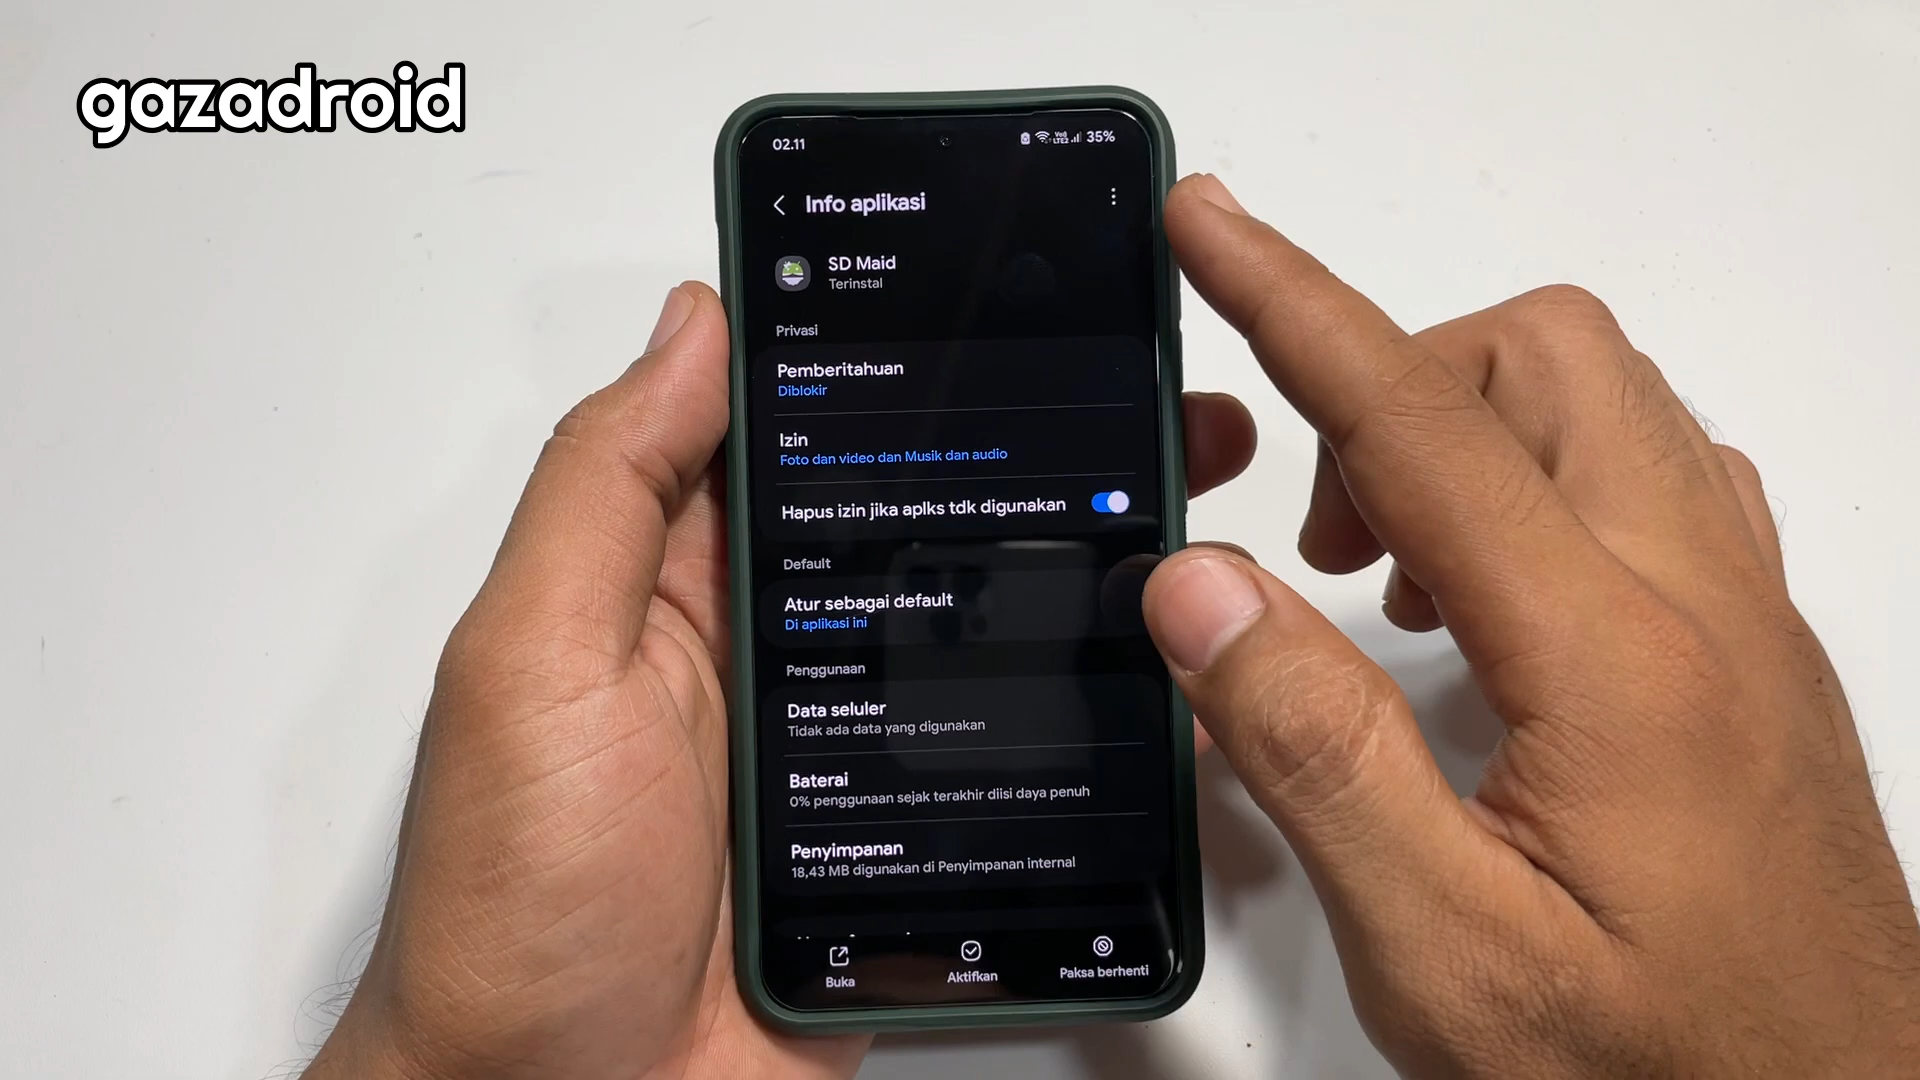 gazadroid
02.11
35%
Info aplikasi
SD Maid
Terinstal
Privasi
Pemberitahuan
Diblokir
Izin
Foto dan video dan Musik dan audio
Hapus izin jika aplks tdk digunakan
Default
Atur sebagai default
Di aplikasi ini
Penggunaan
Data seluler
Tidak ada data yang digunakan
Baterai
0% penggunaan sejak terakhir diisi daya penuh
Penyimpanan
18,43 MB digunakan di Penyimpanan internal
Buka
Aktifkan
Paksa berhenti